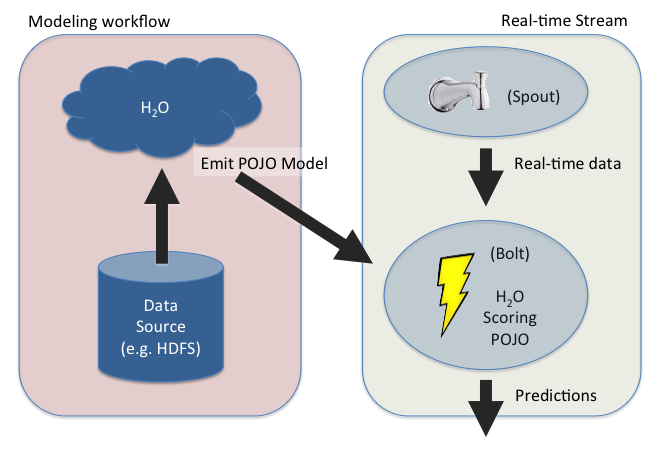 Modeling workflow
H₂O
Emit POJO Model
Data
Source
(e.g. HDFS)
Real-time Stream
(Spout)
Real-time data
(Bolt)
H₂O
Scoring
POJO
Predictions